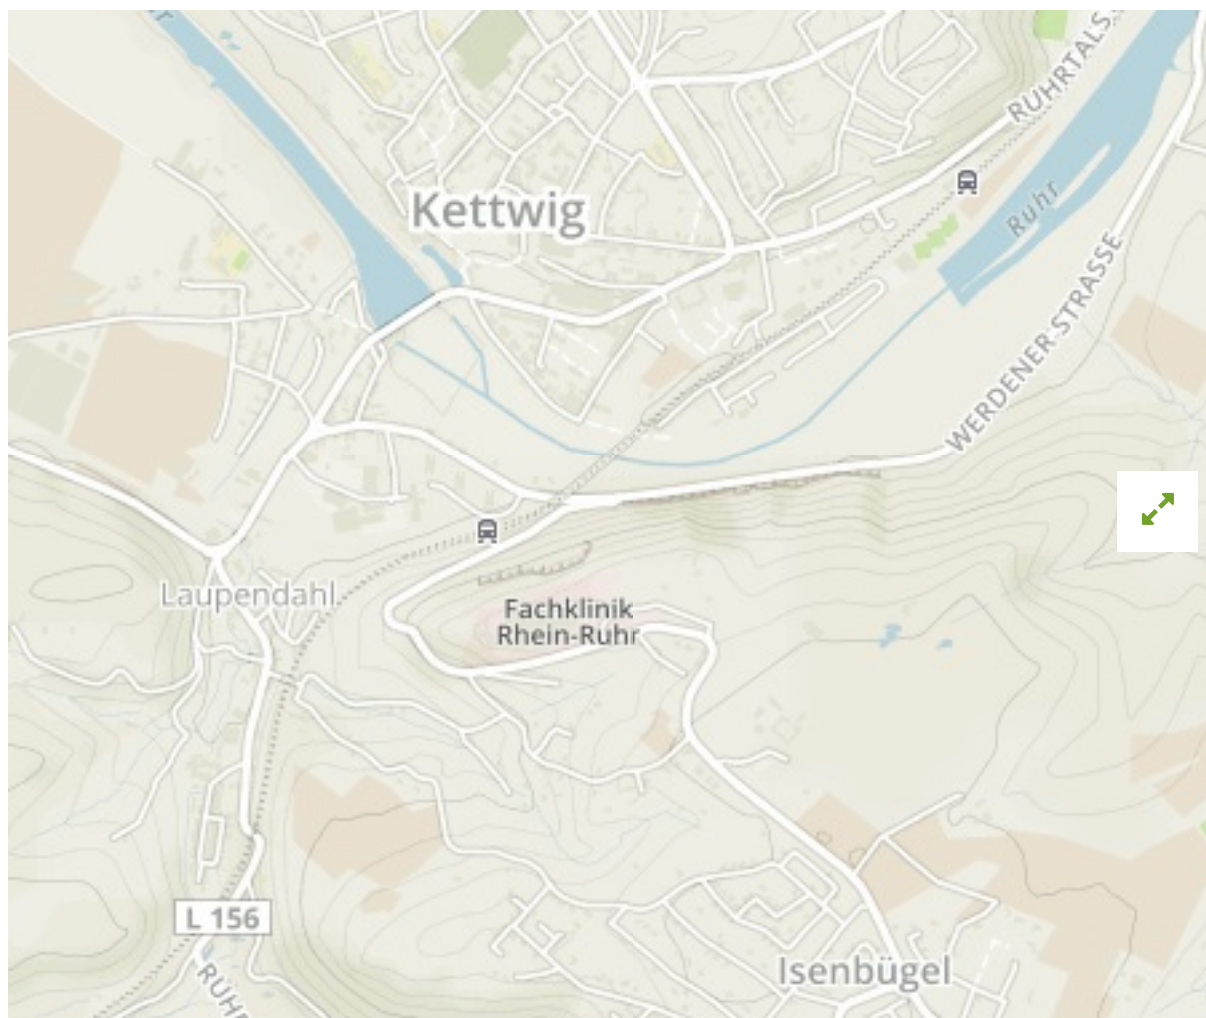 RUHRTALS
Kettwig
Ruhr
WERDENER STRASSE
Laupendahl
Fachklinik
Rhein-Ruhr
L 156
Isenbügel